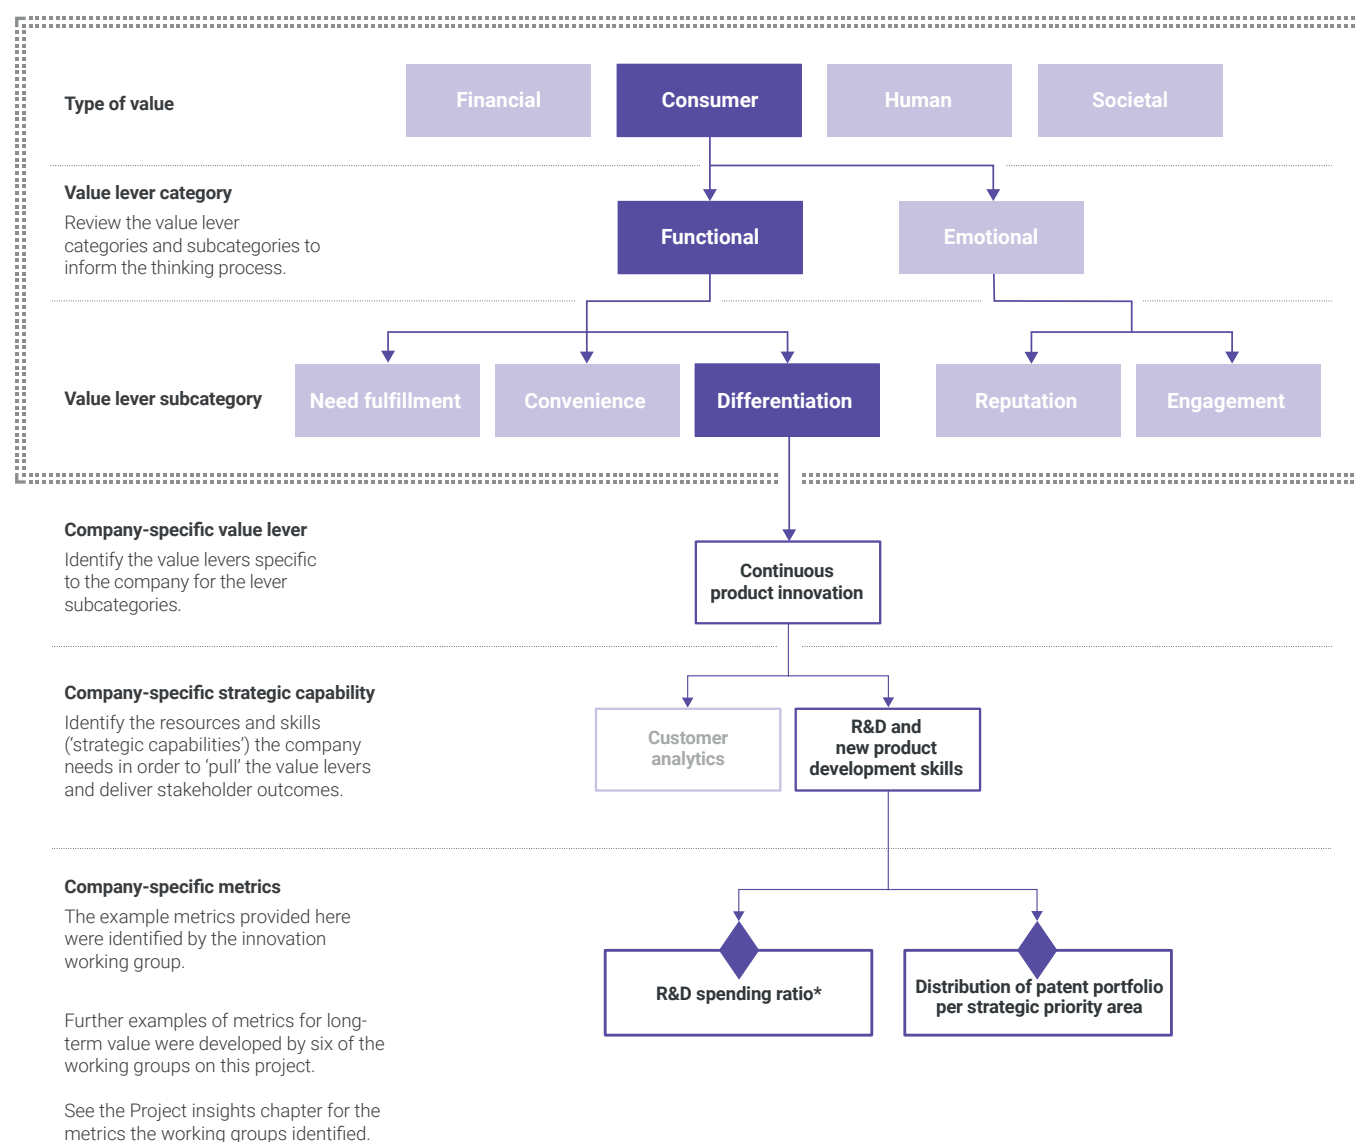 Type of value
Financial
Consumer
Human
Societal
Value lever category
Review the value lever
categories and subcategories to
inform the thinking process.
Functional
Emotional
Value lever subcategory
Need fulfillment
Convenience
Differentiation
Reputation
Engagement
Company-specific value lever
Identify the value levers specific
to the company for the lever
subcategories.
Continuous
product innovation
Company-specific strategic capability
Identify the resources and skills
(‘strategic capabilities’) the company
needs in order to ‘pull’ the value levers
and deliver stakeholder outcomes.
Customer
analytics
R&D and
new product
development skills
Company-specific metrics
The example metrics provided here
were identified by the innovation
working group.
Further examples of metrics for long-
term value were developed by six of the
working groups on this project.
See the Project insights chapter for the
metrics the working groups identified.
R&D spending ratio*
Distribution of patent portfolio
per strategic priority area